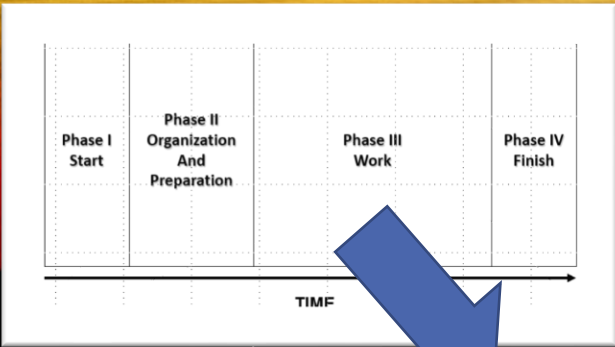 Phase I
Start
Phase II
Organization
And
Preparation
Phase III
Work
Phase IV
Finish
TIME